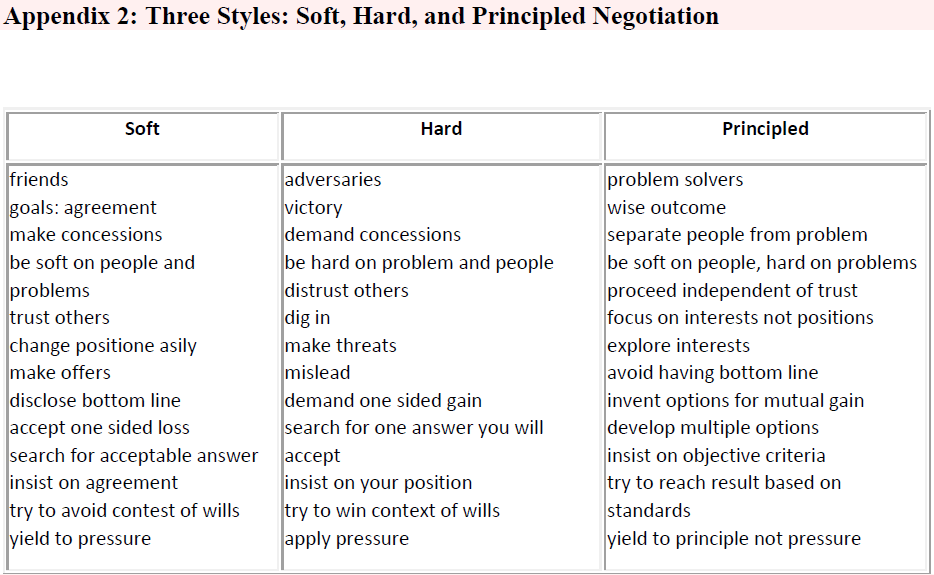 Appendix 2: Three Styles: Soft, Hard, and Principled Negotiation
Soft
Hard
Principled
friends
goals: agreement
make concessions
be soft on people and
problems
trust others
change positione asily
make offers
disclose bottom line
accept one sided loss
search for acceptable answer
insist on agreement
try to avoid contest of wills
yield to pressure
adversaries
victory
demand concessions
be hard on problem and people
distrust others
dig in
make threats
mislead
demand one sided gain
search for one answer you will
accept
insist on your position
try to win context of wills
apply pressure
problem solvers
wise outcome
separate people from problem
be soft on people, hard on problems
proceed independent of trust
focus on interests not positions
explore interests
avoid having bottom line
invent options for mutual gain
develop multiple options
insist on objective criteria
try to reach result based on
standards
yield to principle not pressure